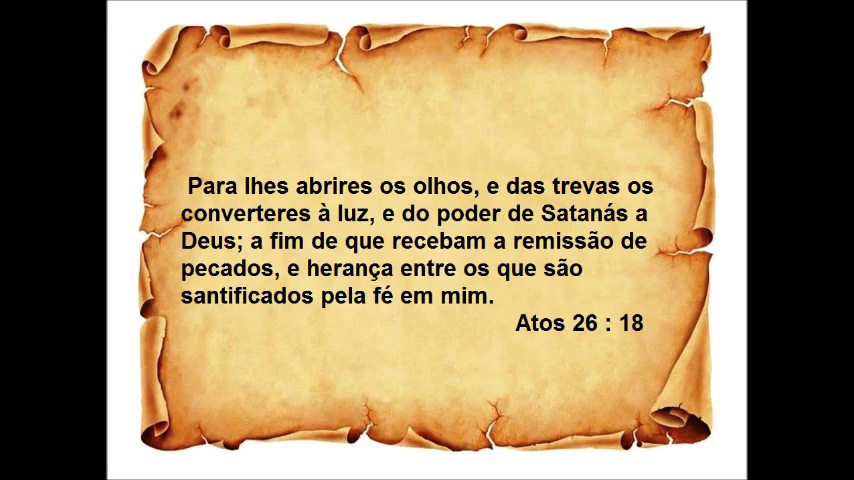 Para lhes abrires os olhos, e das trevas os
converteres à luz, e do poder de Satanás a
Deus; a fim de que recebam a remissão de
pecados, e herança entre os que são
santificados pela fé em mim.
Atos 26 : 18